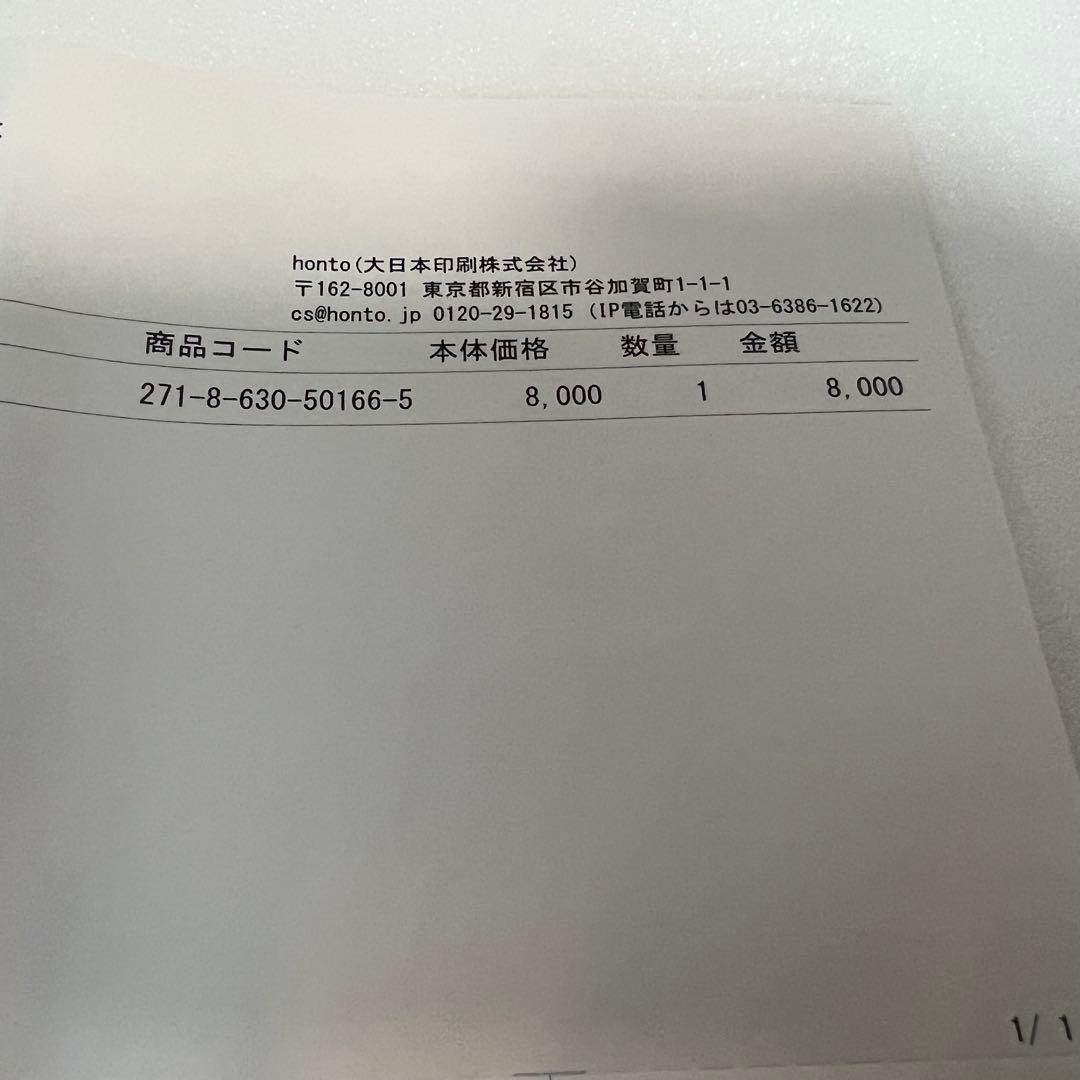 honto(大日本印刷株式会社)
〒162-8001 東京都新宿区市谷加賀町1-1-1
cs@honto.jp 0120-29-1815 (IP電話からは03-6386-1622)
商品コード 本体価格 数量 金額
271-8-630-50166-5 8,000 1 8,000
1/ 1